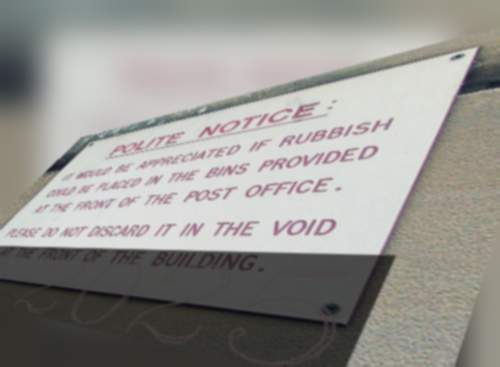 POLITE NOTICE :
IT WOULD BE APPRECIATED IF RUBBISH
COULD BE PLACED IN THE BINS PROVIDED
AT THE FRONT OF THE POST OFFICE.
PLEASE DO NOT DISCARD IT IN THE VOID
AT THE FRONT OF THE BUILDING.
2023